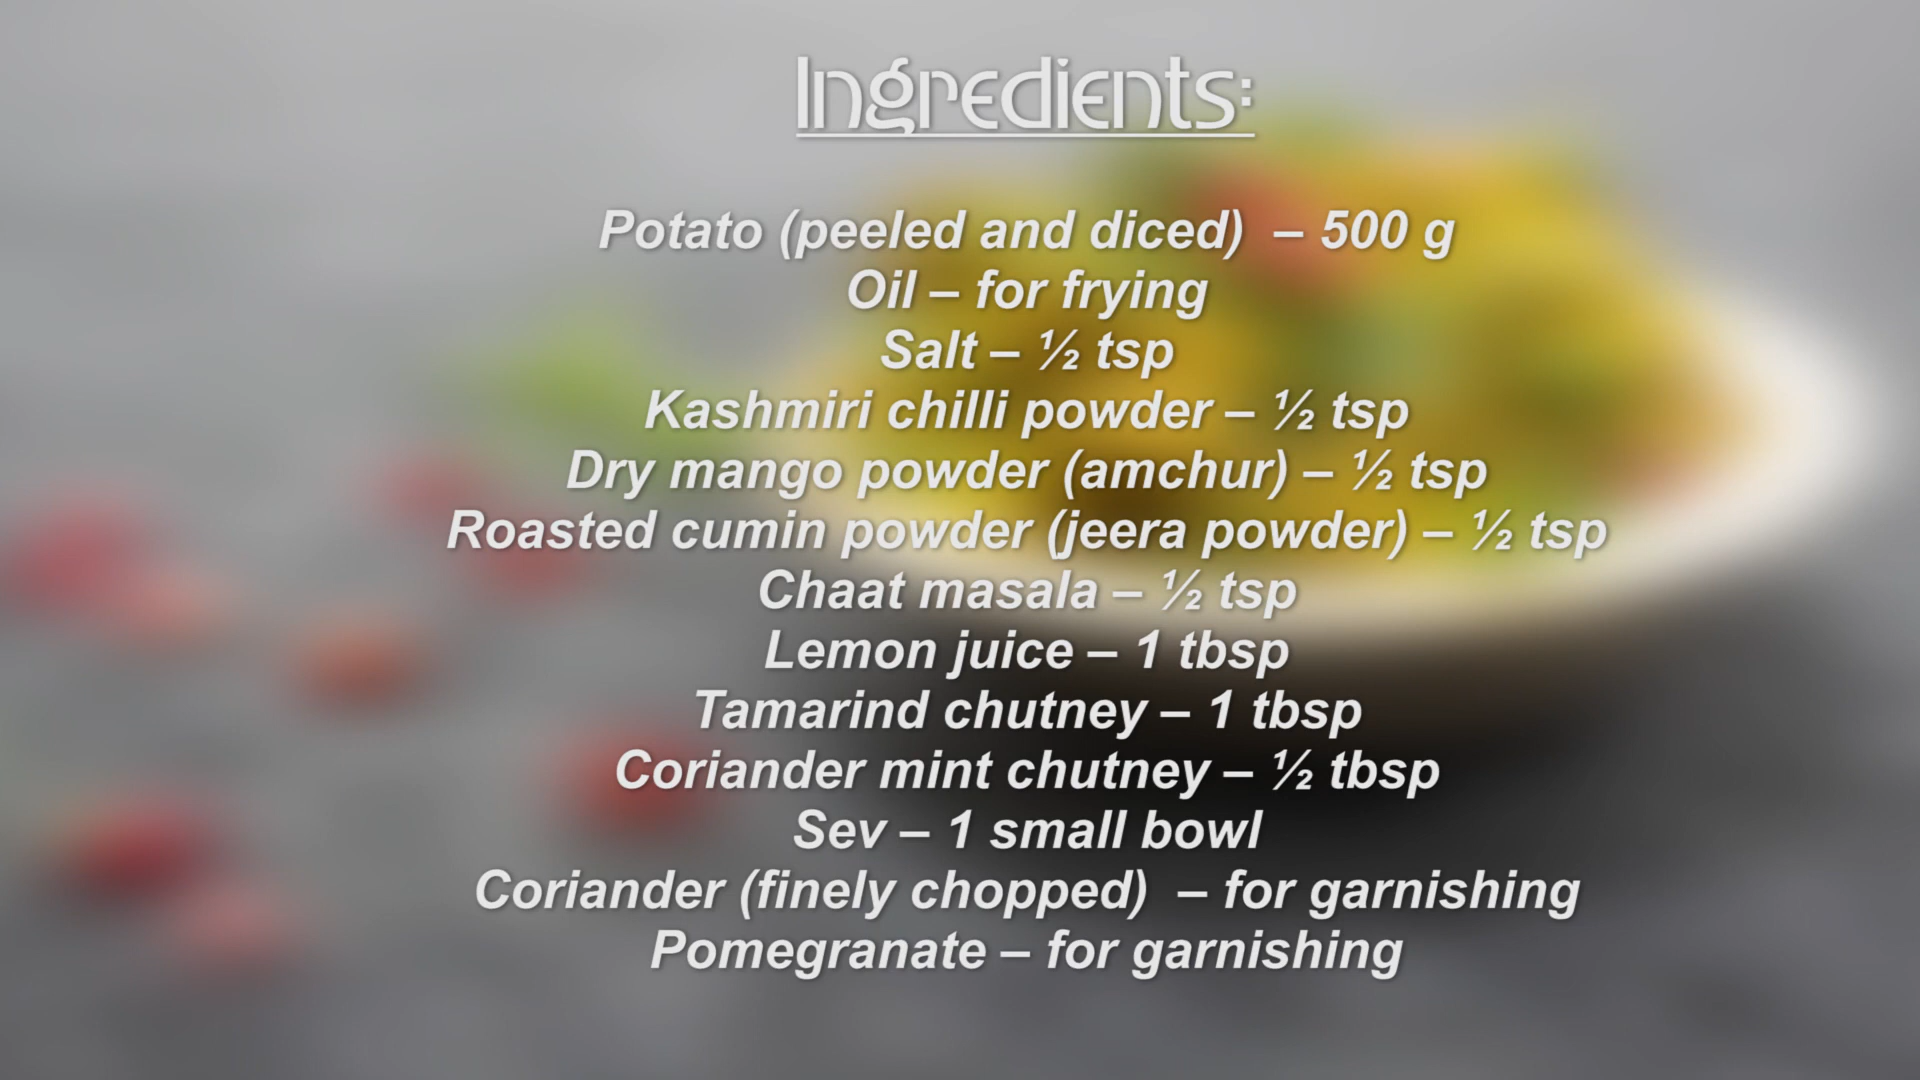 Ingredients:
Potato (peeled and diced) – 500 g
Oil – for frying
Salt – ½ tsp
Kashmiri chilli powder – ½ tsp
Dry mango powder (amchur) – ½ tsp
Roasted cumin powder (jeera powder) – ½ tsp
Chaat masala – ½ tsp
Lemon juice – 1 tbsp
Tamarind chutney – 1 tbsp
Coriander mint chutney – ½ tbsp
Sev – 1 small bowl
Coriander (finely chopped) – for garnishing
Pomegranate – for garnishing